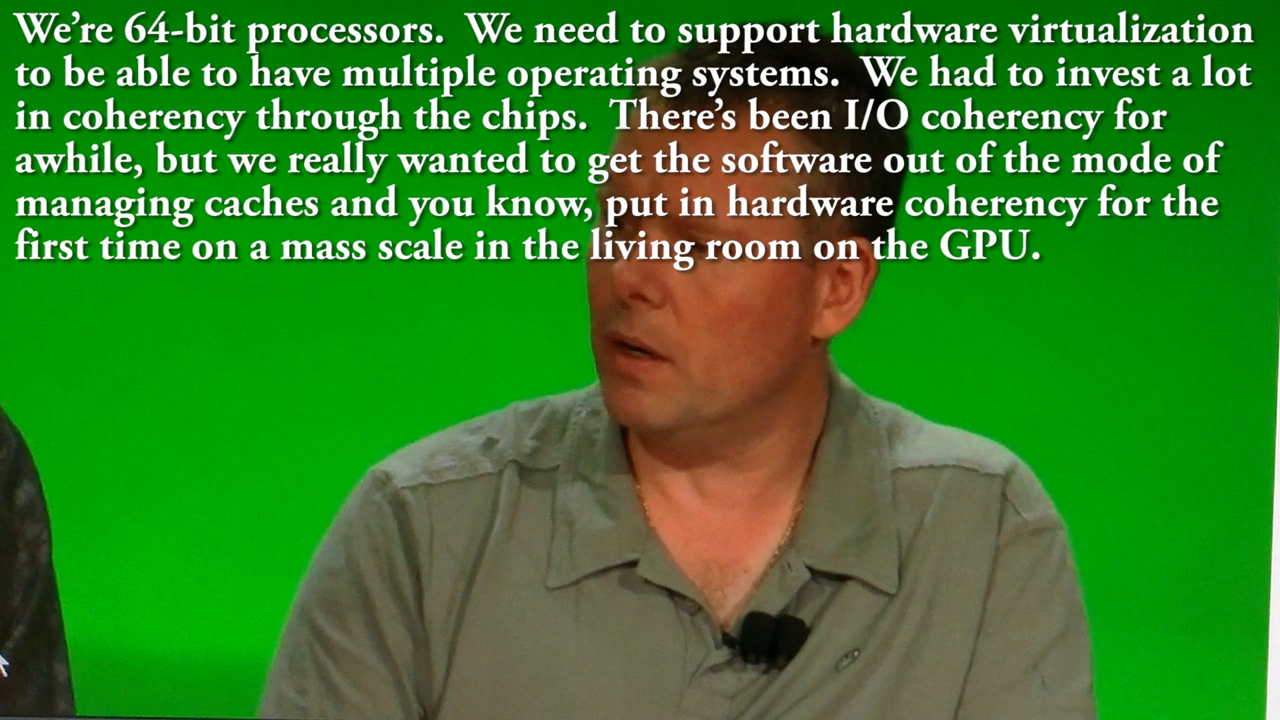 We're 64-bit processors.  We need to support hardware virtualization
to be able to have multiple operating systems.  We had to invest a lot
in coherency through the chips.  There's been I/O coherency for
awhile, but we really wanted to get the software out of the mode of
managing caches and you know, put in hardware coherency for the
first time on a mass scale in the living room on the GPU.